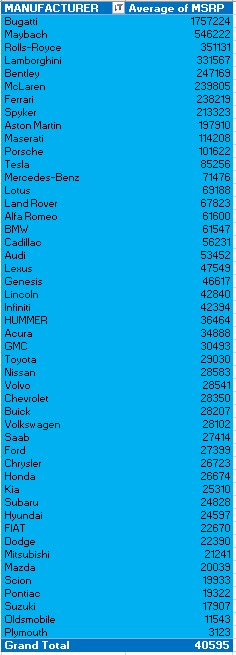 MANUFACTURER Average of MSRP
Bugatti 1757224
Maybach 546222
Rolls-Royce 351131
Lamborghini 331567
Bentley 247169
McLaren 239805
Ferrari 238219
Spyker 213323
Aston Martin 197910
Maserati 114208
Porsche 101622
Tesla 85256
Mercedes-Benz 71476
Lotus 69188
Land Rover 67823
Alfa Romeo 61600
BMW 61547
Cadillac 56231
Audi 53452
Lexus 47549
Genesis 46617
Lincoln 42840
Infiniti 42394
HUMMER 36464
Acura 34888
GMC 30493
Toyota 29030
Nissan 28583
Volvo 28541
Chevrolet 28350
Buick 28207
Volkswagen 28102
Saab 27414
Ford 27399
Chrysler 26723
Honda 26674
Kia 25310
Subaru 24828
Hyundai 24597
FIAT 22670
Dodge 22390
Mitsubishi 21241
Mazda 20039
Scion 19933
Pontiac 19322
Suzuki 17907
Oldsmobile 11543
Plymouth 3123
Grand Total 40595